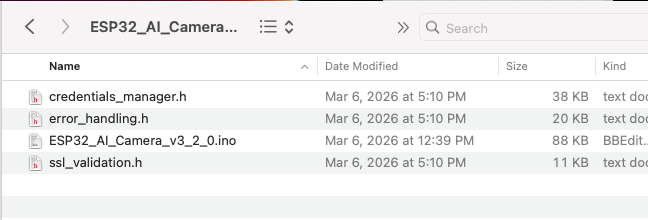 ESP32_AI_Camera... Search
Name Date Modified Size Kind
credentials_manager.h Mar 6, 2026 at 5:10 PM 38 KB text doc
error_handling.h Mar 6, 2026 at 5:10 PM 20 KB text doc
ESP32_AI_Camera_v3_2_0.ino Mar 6, 2026 at 12:39 PM 88 KB BBEdit...
ssl_validation.h Mar 6, 2026 at 5:10 PM 11 KB text doc